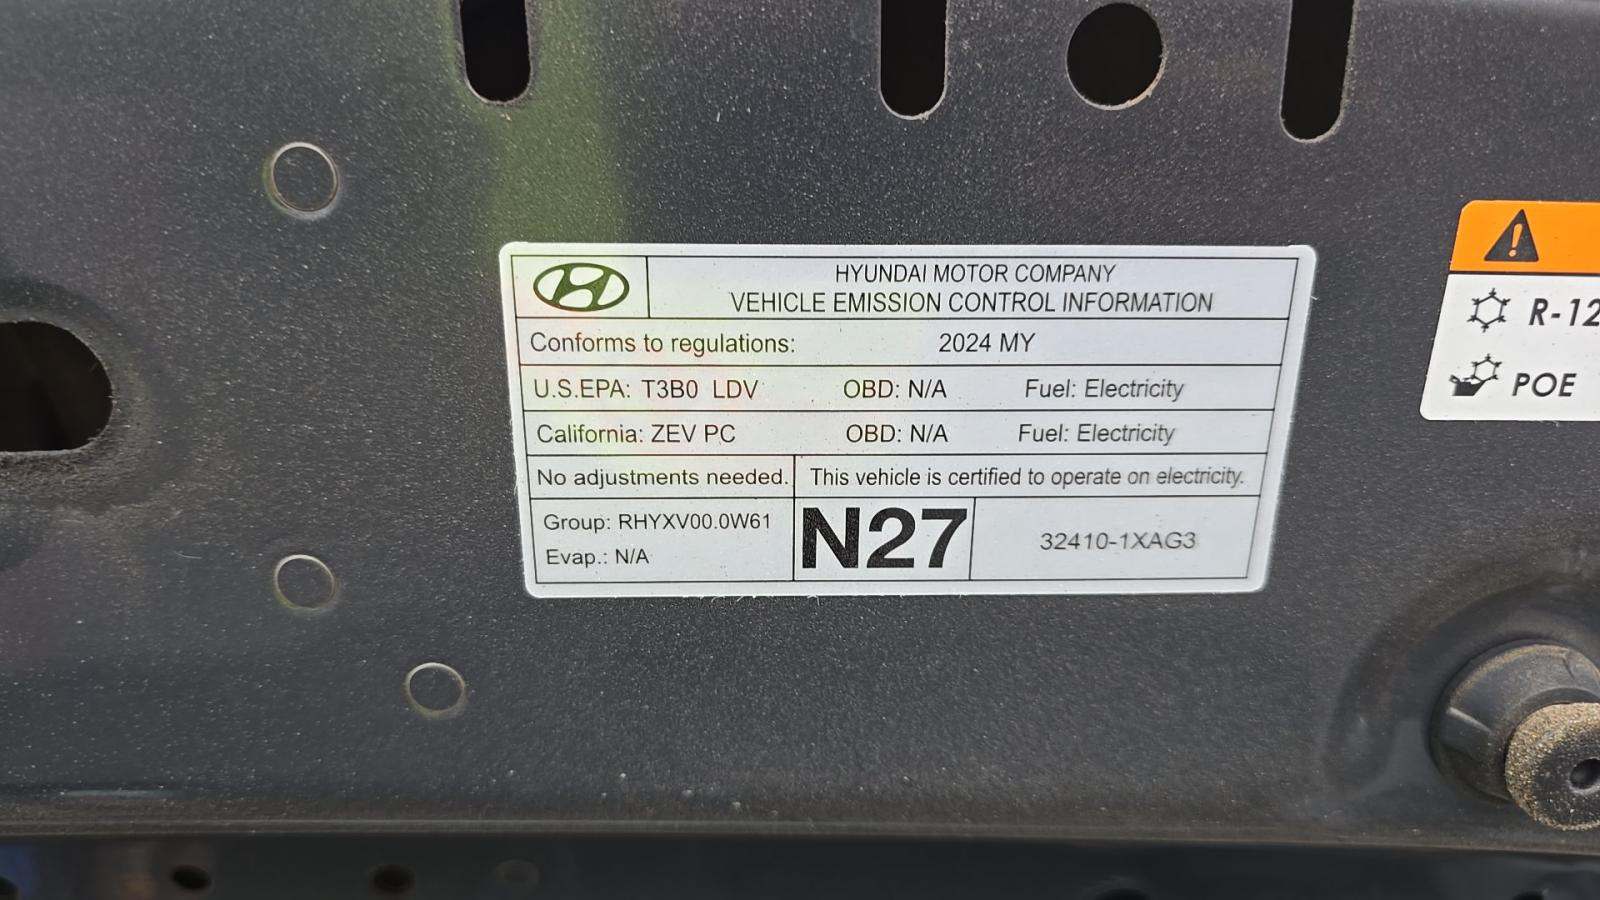 HYUNDAI MOTOR COMPANY
VEHICLE EMISSION CONTROL INFORMATION
Conforms to regulations: 2024 MY
U.S.EPA: T3B0 LDV OBD: N/A Fuel: Electricity
California: ZEV PC OBD: N/A Fuel: Electricity
No adjustments needed. This vehicle is certified to operate on electricity.
Group: RHYXV00.0W61
Evap.: N/A
N27
32410-1XAG3
R-12
POE